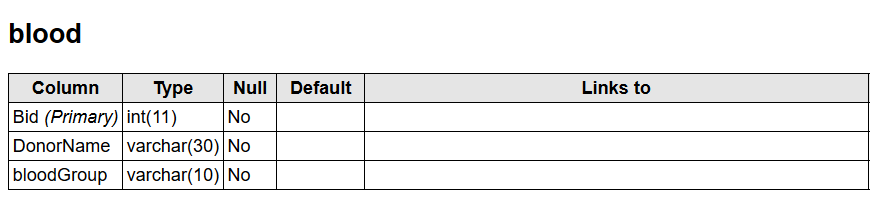 blood
Column Type Null Default Links to
Bid (Primary) int(11) No
DonorName varchar(30) No
bloodGroup varchar(10) No